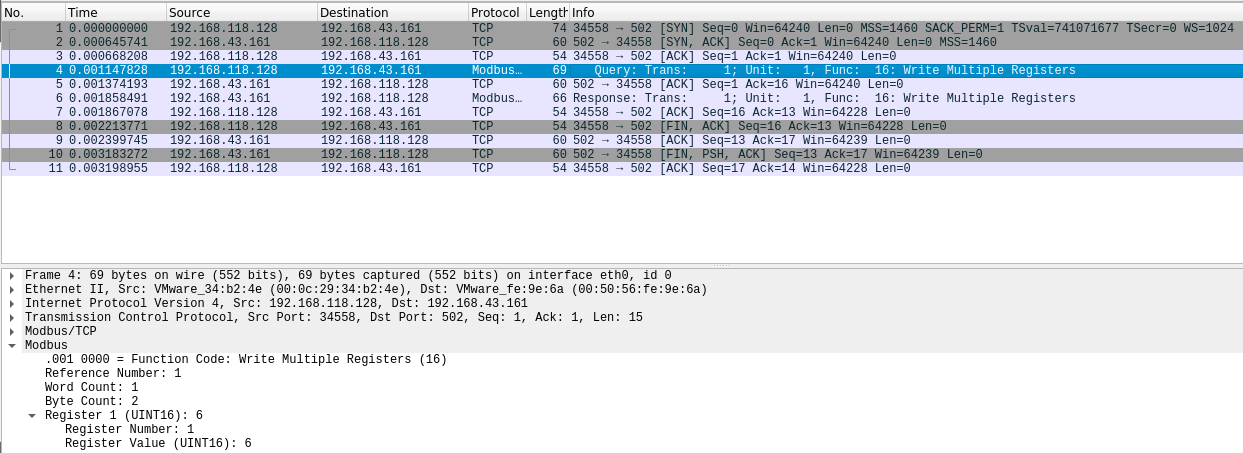 No. Time Source Destination Protocol Length Info
1 0.000000000 192.168.118.128 192.168.43.161 TCP 74 34558 → 502 [SYN] Seq=0 Win=64240 Len=0 MSS=1460 SACK_PERM=1 TSval=741071677 TSecr=0 WS=1024
2 0.000645741 192.168.43.161 192.168.118.128 TCP 60 502 → 34558 [SYN, ACK] Seq=0 Ack=1 Win=64240 Len=0 MSS=1460
3 0.000668208 192.168.118.128 192.168.43.161 TCP 54 34558 → 502 [ACK] Seq=1 Ack=1 Win=64240 Len=0
4 0.001147828 192.168.118.128 192.168.43.161 Modbus… 69 Query: Trans: 1; Unit: 1, Func: 16: Write Multiple Registers
5 0.001374193 192.168.43.161 192.168.118.128 TCP 60 502 → 34558 [ACK] Seq=1 Ack=16 Win=64240 Len=0
6 0.001858491 192.168.43.161 192.168.118.128 Modbus… 66 Response: Trans: 1; Unit: 1, Func: 16: Write Multiple Registers
7 0.001867078 192.168.118.128 192.168.43.161 TCP 54 34558 → 502 [ACK] Seq=16 Ack=13 Win=64228 Len=0
8 0.002213771 192.168.118.128 192.168.43.161 TCP 54 34558 → 502 [FIN, ACK] Seq=16 Ack=13 Win=64228 Len=0
9 0.002399745 192.168.43.161 192.168.118.128 TCP 60 502 → 34558 [ACK] Seq=13 Ack=17 Win=64239 Len=0
10 0.003183272 192.168.43.161 192.168.118.128 TCP 60 502 → 34558 [FIN, PSH, ACK] Seq=13 Ack=17 Win=64239 Len=0
11 0.003198955 192.168.118.128 192.168.43.161 TCP 54 34558 → 502 [ACK] Seq=17 Ack=14 Win=64228 Len=0
Frame 4: 69 bytes on wire (552 bits), 69 bytes captured (552 bits) on interface eth0, id 0
Ethernet II, Src: VMware_34:b2:4e (00:0c:29:34:b2:4e), Dst: VMware_fe:9e:6a (00:50:56:fe:9e:6a)
Internet Protocol Version 4, Src: 192.168.118.128, Dst: 192.168.43.161
Transmission Control Protocol, Src Port: 34558, Dst Port: 502, Seq: 1, Ack: 1, Len: 15
Modbus/TCP
Modbus
.001 0000 = Function Code: Write Multiple Registers (16)
Reference Number: 1
Word Count: 1
Byte Count: 2
Register 1 (UINT16): 6
Register Number: 1
Register Value (UINT16): 6